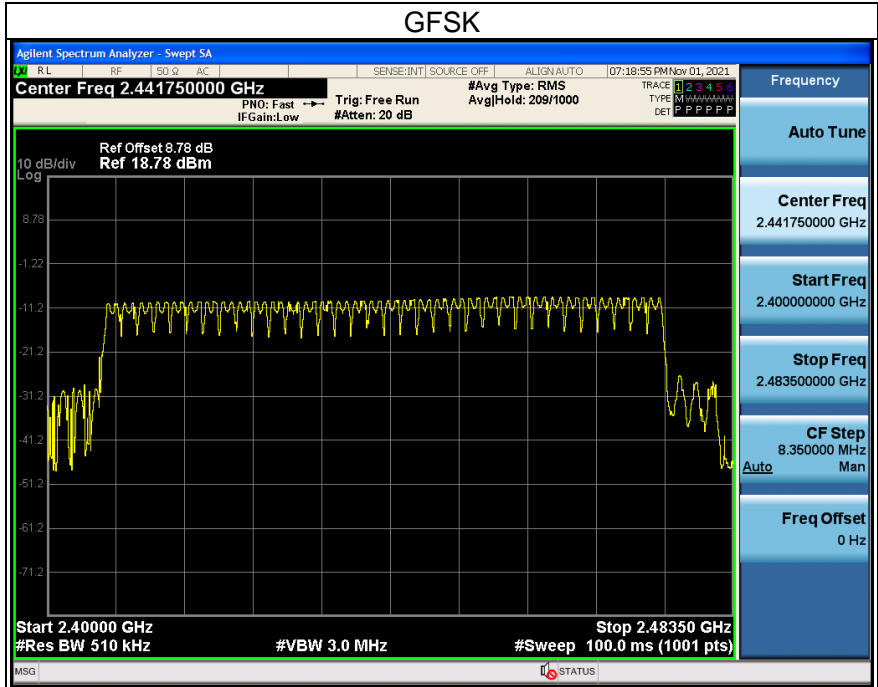 GFSK
Agilent Spectrum Analyzer - Swept SA
LXI RL RF 50 Ω AC SENSE:INT SOURCE OFF ALIGN AUTO 07:18:55 PM Nov 01, 2021
Center Freq 2.441750000 GHz
PNO: Fast
IFGain:Low
Trig: Free Run
#Atten: 20 dB
#Avg Type: RMS
Avg|Hold: 209/1000
TRACE 1 2 3 4 5 6
TYPE M WWWWW
DET P P P P P P
Ref Offset 8.78 dB
10 dB/div Ref 18.78 dBm
Log
8.78
-1.22
-11.2
-21.2
-31.2
-41.2
-51.2
-61.2
-71.2
Start 2.40000 GHz Stop 2.48350 GHz
#Res BW 510 kHz #VBW 3.0 MHz #Sweep 100.0 ms (1001 pts)
MSG STATUS
Frequency
Auto Tune
Center Freq
2.441750000 GHz
Start Freq
2.400000000 GHz
Stop Freq
2.483500000 GHz
CF Step
8.350000 MHz
Auto Man
Freq Offset
0 Hz